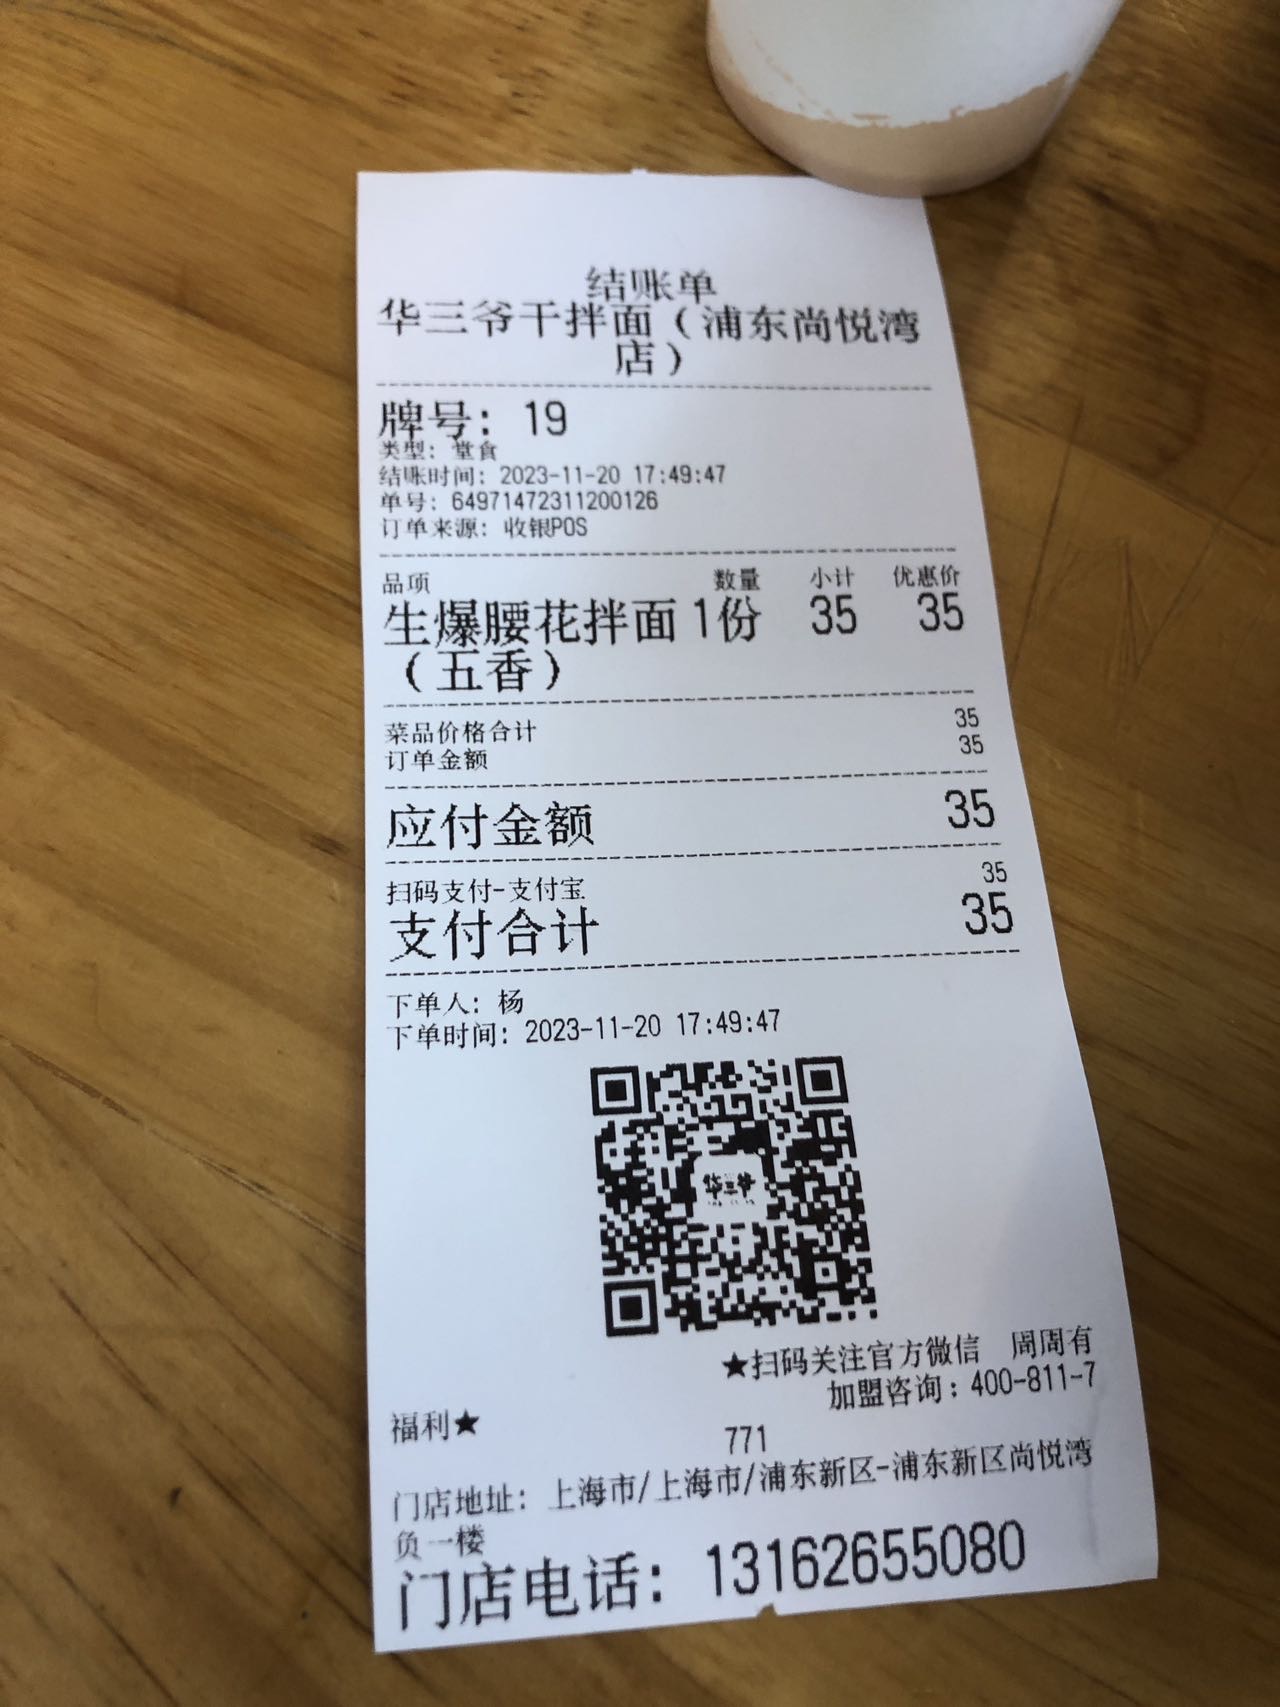 结账单
华三爷干拌面（浦东尚悦湾
店）
牌号：19
类型：堂食
结账时间：2023-11-20 17:49:47
单号：64971472311200126
订单来源：收银POS
品项 数量 小计 优惠价
生爆腰花拌面 1份 35 35
（五香）
菜品价格合计 35
订单金额 35
应付金额 35
扫码支付-支付宝 35
支付合计 35
下单人：杨
下单时间：2023-11-20 17:49:47
华三爷
★扫码关注官方微信 周周有
福利★ 加盟咨询：400-811-7
771
门店地址：上海市/上海市/浦东新区-浦东新区尚悦湾
负一楼
门店电话：13162655080